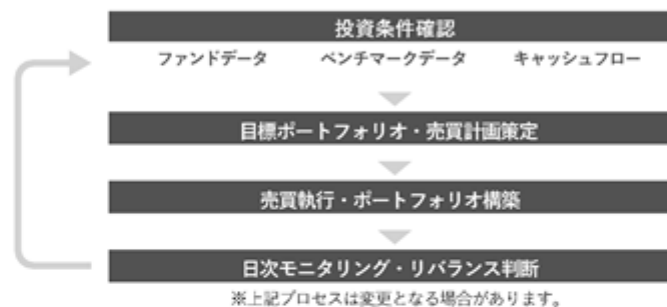 投資条件確認
ファンドデータ ベンチマークデータ キャッシュフロー
目標ポートフォリオ・売買計画策定
売買執行・ポートフォリオ構築
日次モニタリング・リバランス判断
※上記プロセスは変更となる場合があります。